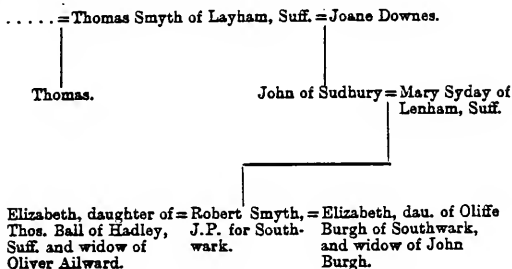 . . . . . = Thomas Smyth of Layham, Suff. = Joane Downes.
Thomas.
John of Sudbury = Mary Syday of
Lenham, Suff.
Elizabeth, daughter of = Robert Smyth, = Elizabeth, dau. of Oliffe
Thos. Ball of Hadley, J.P. for South- Burgh of Southwark,
Suff. and widow of wark. and widow of John
Oliver Ailward. Burgh.